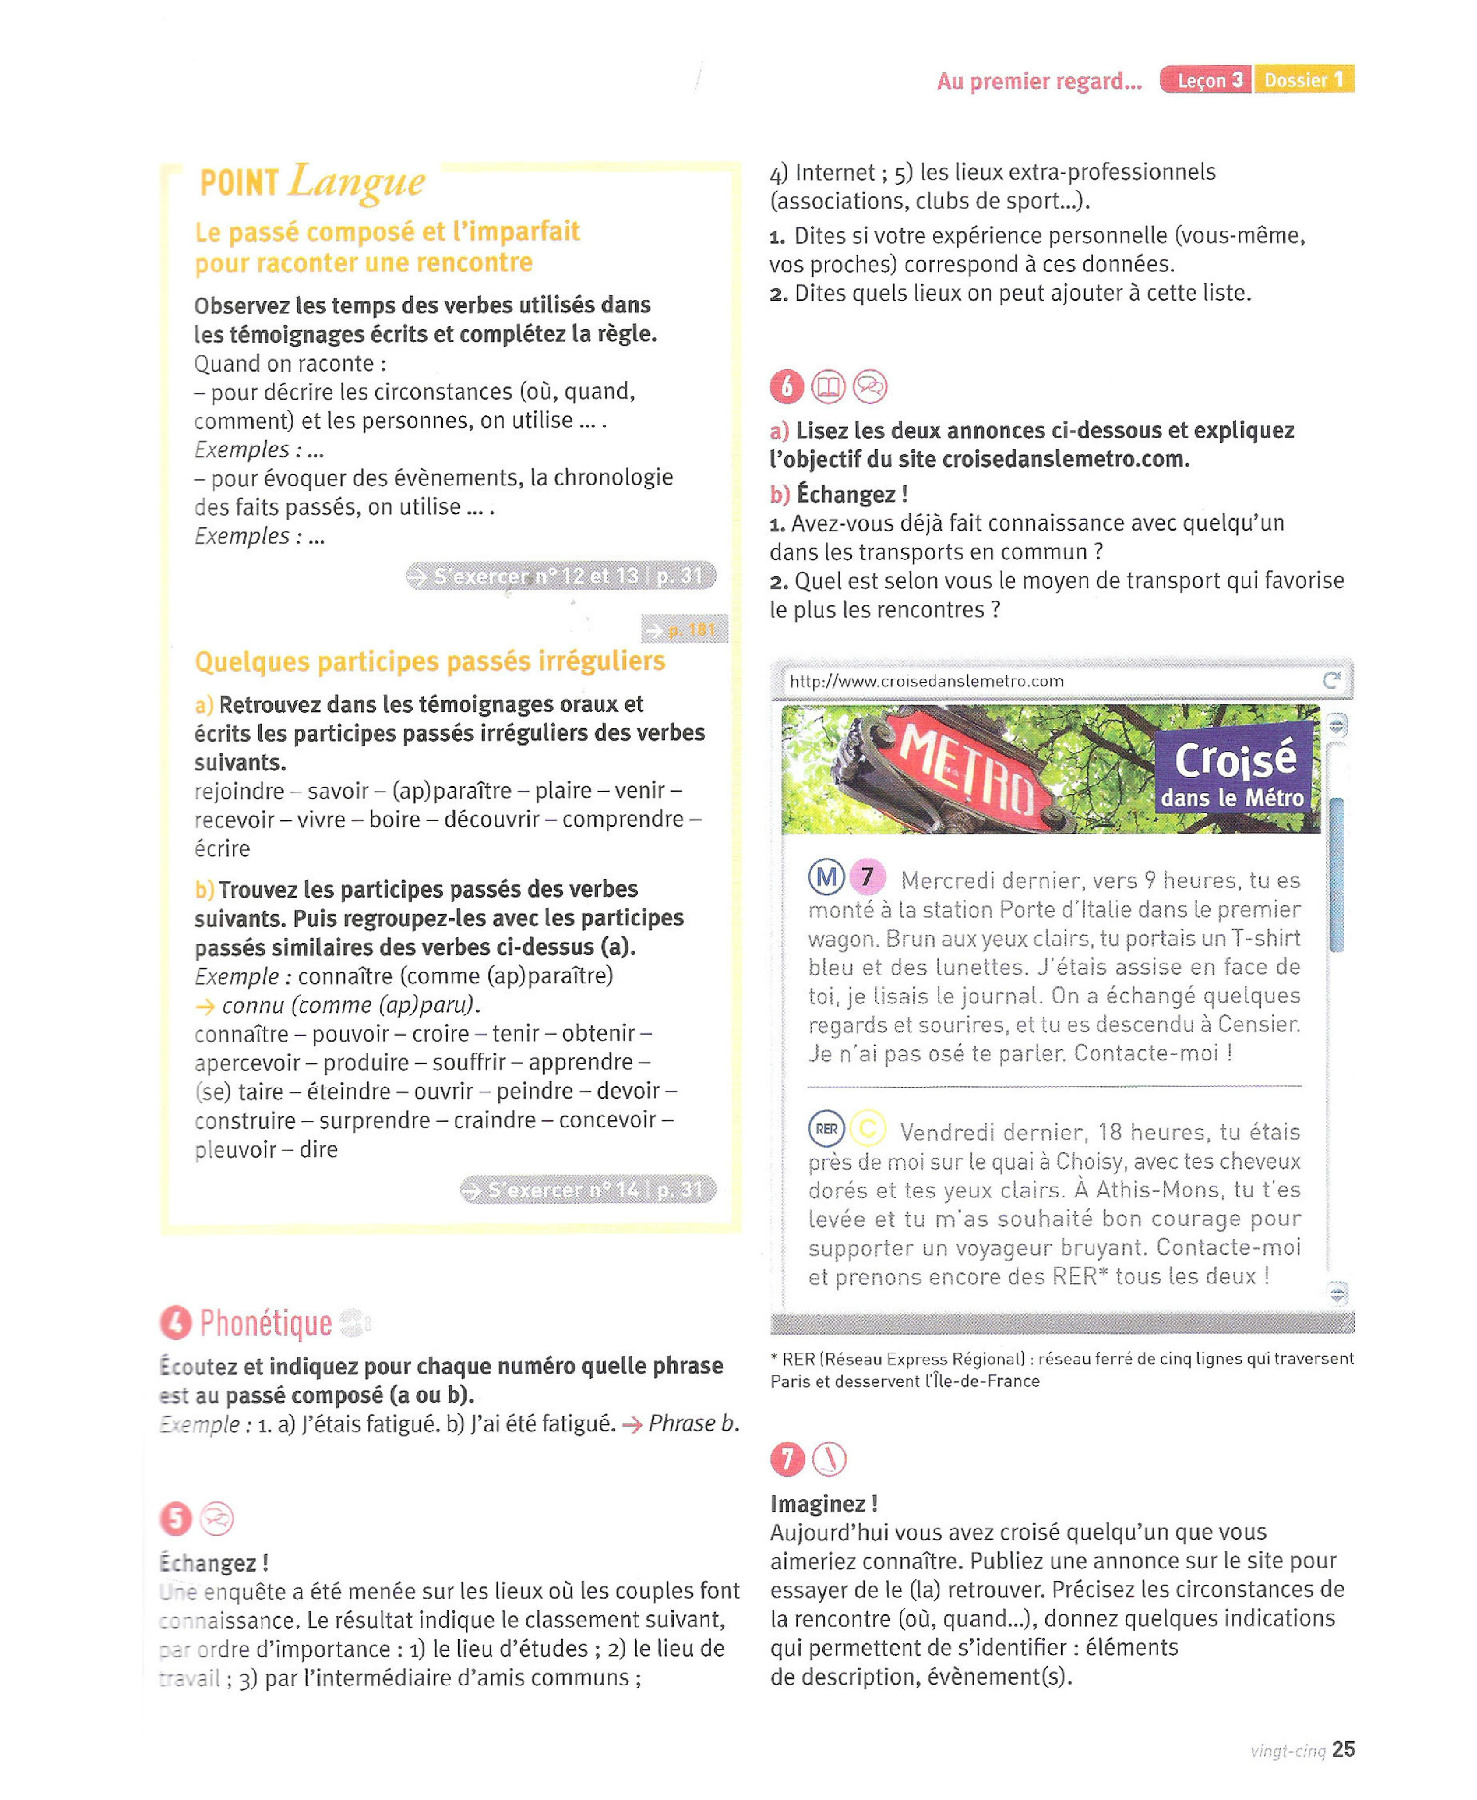 Au premier regard... Leçon 3 Dossier 1
POINT Langue
Le passé composé et l'imparfait
pour raconter une rencontre
Observez les temps des verbes utilisés dans
les témoignages écrits et complétez la règle.
Quand on raconte :
– pour décrire les circonstances (où, quand,
comment) et les personnes, on utilise ... .
Exemples : ...
– pour évoquer des évènements, la chronologie
des faits passés, on utilise ... .
Exemples : ...
→ S'exercer n° 12 et 13 | p. 31
→ p. 181
Quelques participes passés irréguliers
a) Retrouvez dans les témoignages oraux et
écrits les participes passés irréguliers des verbes
suivants.
rejoindre – savoir – (ap)paraître – plaire – venir –
recevoir – vivre – boire – découvrir – comprendre –
écrire
b) Trouvez les participes passés des verbes
suivants. Puis regroupez-les avec les participes
passés similaires des verbes ci-dessus (a).
Exemple : connaître (comme (ap)paraître)
→ connu (comme (ap)paru).
connaître – pouvoir – croire – tenir – obtenir –
apercevoir – produire – souffrir – apprendre –
(se) taire – éteindre – ouvrir – peindre – devoir –
construire – surprendre – craindre – concevoir –
pleuvoir – dire
→ S'exercer n° 14 | p. 31
4 Phonétique
Écoutez et indiquez pour chaque numéro quelle phrase
est au passé composé (a ou b).
Exemple : 1. a) J'étais fatigué. b) J'ai été fatigué. → Phrase b.
5
Échangez !
Une enquête a été menée sur les lieux où les couples font
connaissance. Le résultat indique le classement suivant,
par ordre d'importance : 1) le lieu d'études ; 2) le lieu de
travail ; 3) par l'intermédiaire d'amis communs ;
4) Internet ; 5) les lieux extra-professionnels
(associations, clubs de sport...).
1. Dites si votre expérience personnelle (vous-même,
vos proches) correspond à ces données.
2. Dites quels lieux on peut ajouter à cette liste.
6
a) Lisez les deux annonces ci-dessous et expliquez
l'objectif du site croisedanslemetro.com.
b) Échangez !
1. Avez-vous déjà fait connaissance avec quelqu'un
dans les transports en commun ?
2. Quel est selon vous le moyen de transport qui favorise
le plus les rencontres ?
http://www.croisedanslemetro.com
METRO
Croisé
dans le Métro
M 7 Mercredi dernier, vers 9 heures, tu es
monté à la station Porte d'Italie dans le premier
wagon. Brun aux yeux clairs, tu portais un T-shirt
bleu et des lunettes. J'étais assise en face de
toi, je lisais le journal. On a échangé quelques
regards et sourires, et tu es descendu à Censier.
Je n'ai pas osé te parler. Contacte-moi !
RER C Vendredi dernier, 18 heures, tu étais
près de moi sur le quai à Choisy, avec tes cheveux
dorés et tes yeux clairs. À Athis-Mons, tu t'es
levée et tu m'as souhaité bon courage pour
supporter un voyageur bruyant. Contacte-moi
et prenons encore des RER* tous les deux !
* RER (Réseau Express Régional) : réseau ferré de cinq lignes qui traversent
Paris et desservent l'Île-de-France
7
Imaginez !
Aujourd'hui vous avez croisé quelqu'un que vous
aimeriez connaître. Publiez une annonce sur le site pour
essayer de le (la) retrouver. Précisez les circonstances de
la rencontre (où, quand...), donnez quelques indications
qui permettent de s'identifier : éléments
de description, évènement(s).
vingt-cinq 25